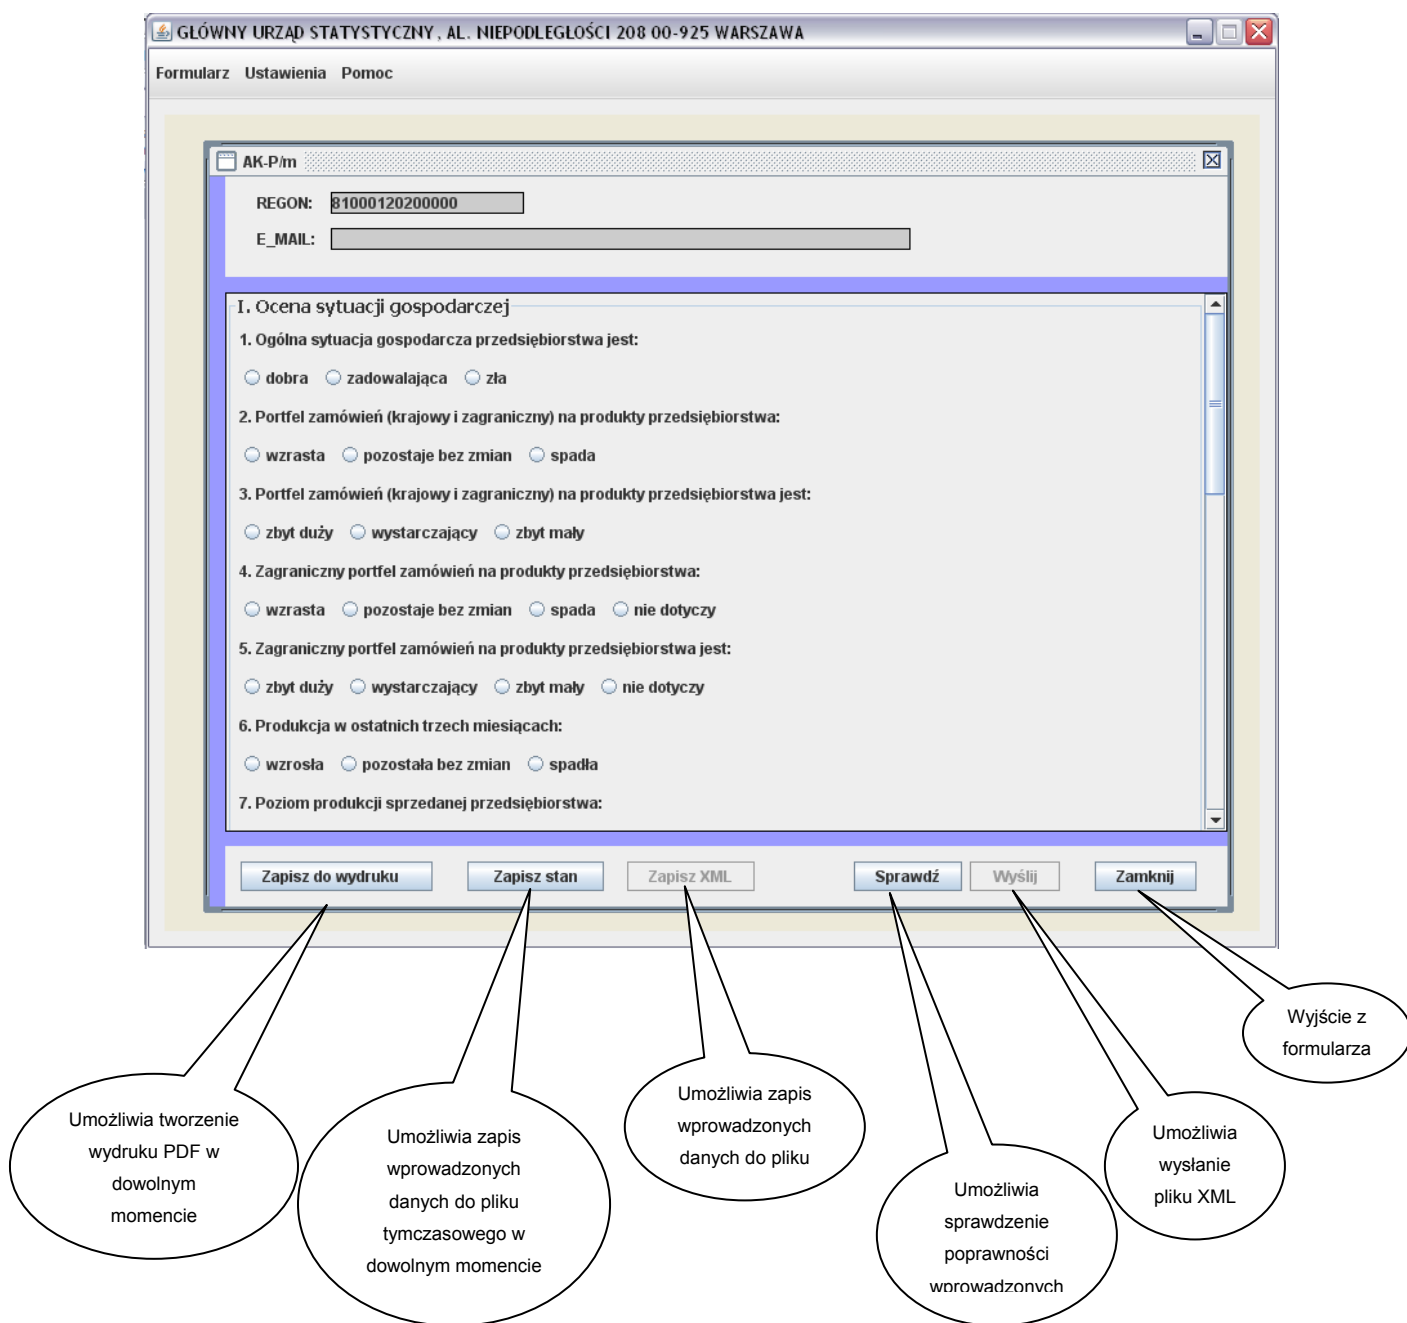 GŁÓWNY URZĄD STATYSTYCZNY, AL. NIEPODLEGŁOŚCI 208 00-925 WARSZAWA
Formularz Ustawienia Pomoc
AK-P/m
REGON: 81000120200000
E_MAIL:
I. Ocena sytuacji gospodarczej
1. Ogólna sytuacja gospodarcza przedsiębiorstwa jest:
dobra zadowalająca zła
2. Portfel zamówień (krajowy i zagraniczny) na produkty przedsiębiorstwa:
wzrasta pozostaje bez zmian spada
3. Portfel zamówień (krajowy i zagraniczny) na produkty przedsiębiorstwa jest:
zbyt duży wystarczający zbyt mały
4. Zagraniczny portfel zamówień na produkty przedsiębiorstwa:
wzrasta pozostaje bez zmian spada nie dotyczy
5. Zagraniczny portfel zamówień na produkty przedsiębiorstwa jest:
zbyt duży wystarczający zbyt mały nie dotyczy
6. Produkcja w ostatnich trzech miesiącach:
wzrosła pozostała bez zmian spadła
7. Poziom produkcji sprzedanej przedsiębiorstwa:
Zapisz do wydruku Zapisz stan Zapisz XML Sprawdź Wyślij Zamknij
Umożliwia tworzenie
wydruku PDF w
dowolnym
momencie
Umożliwia zapis
wprowadzonych
danych do pliku
tymczasowego w
dowolnym momencie
Umożliwia zapis
wprowadzonych
danych do pliku
Umożliwia
sprawdzenie
poprawności
wprowadzonych
Umożliwia
wysłanie
pliku XML
Wyjście z
formularza